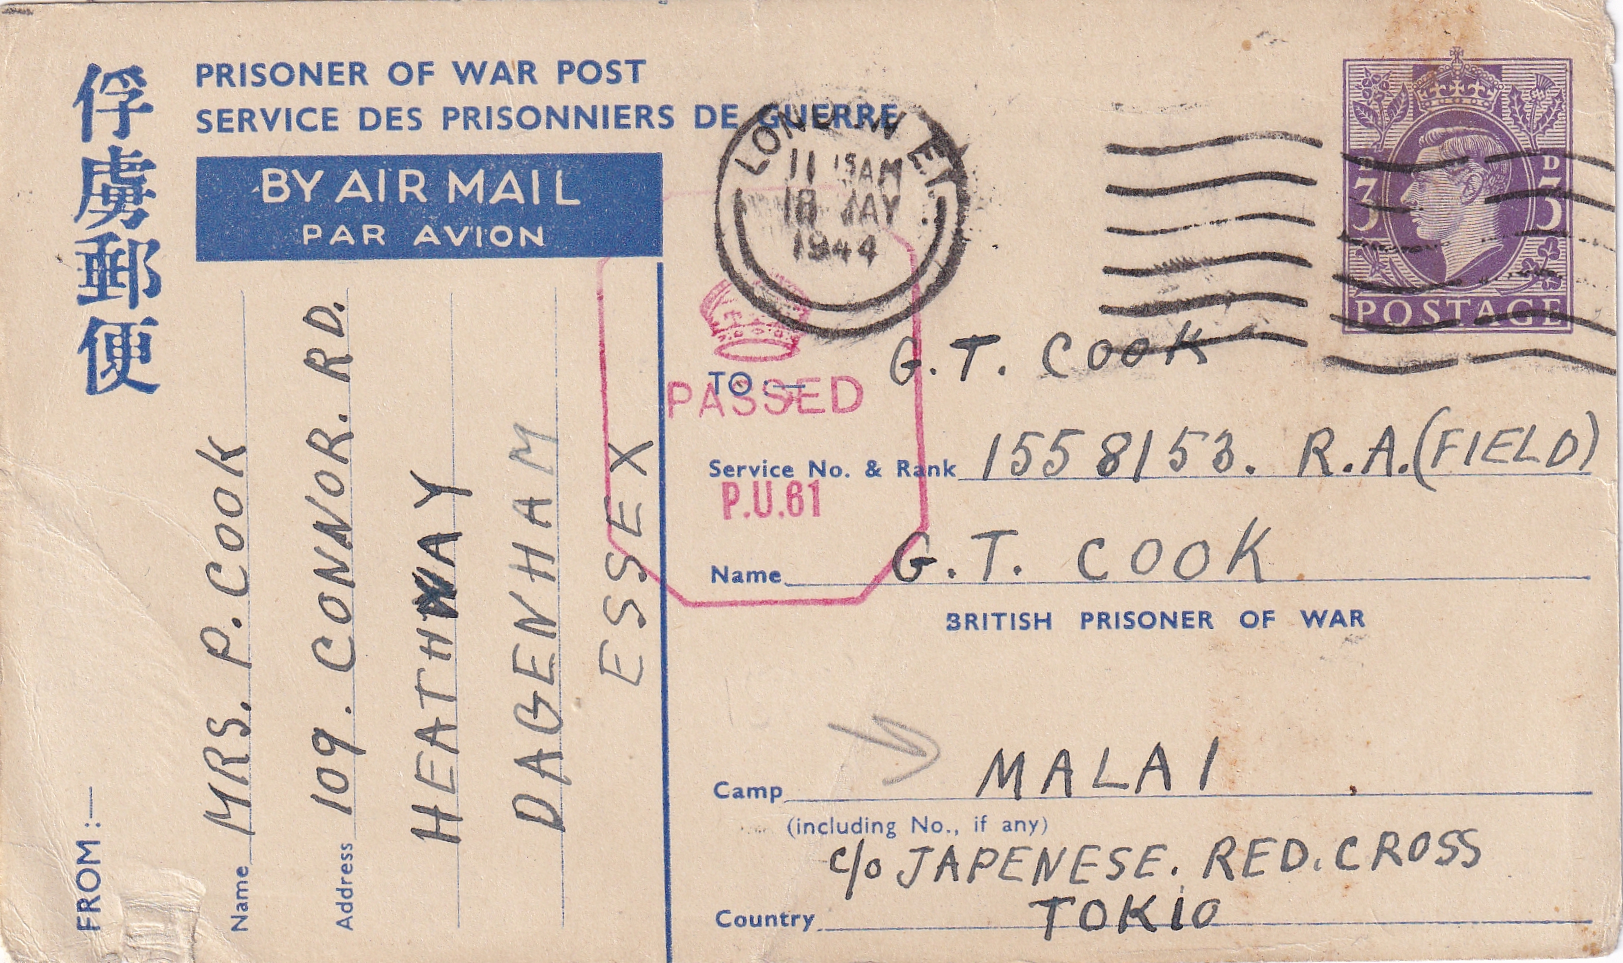 俘虜郵便
PRISONER OF WAR POST
SERVICE DES PRISONNIERS DE GUERRE
BY AIR MAIL
PAR AVION
LONDON. E1.
11 15AM
18 MAY
1944
3D 3D
POSTAGE
PASSED
P.U.61
TO :— G.T. COOK
Service No. & Rank 1558153. R.A.(FIELD)
Name G.T. COOK
BRITISH PRISONER OF WAR
Camp MALAI
(including No., if any)
c/o JAPENESE. RED. CROSS
Country TOKIO
FROM :—
Name MRS. P. COOK
Address 109. CONNOR. RD.
HEATHWAY
DAGENHAM
ESSEX